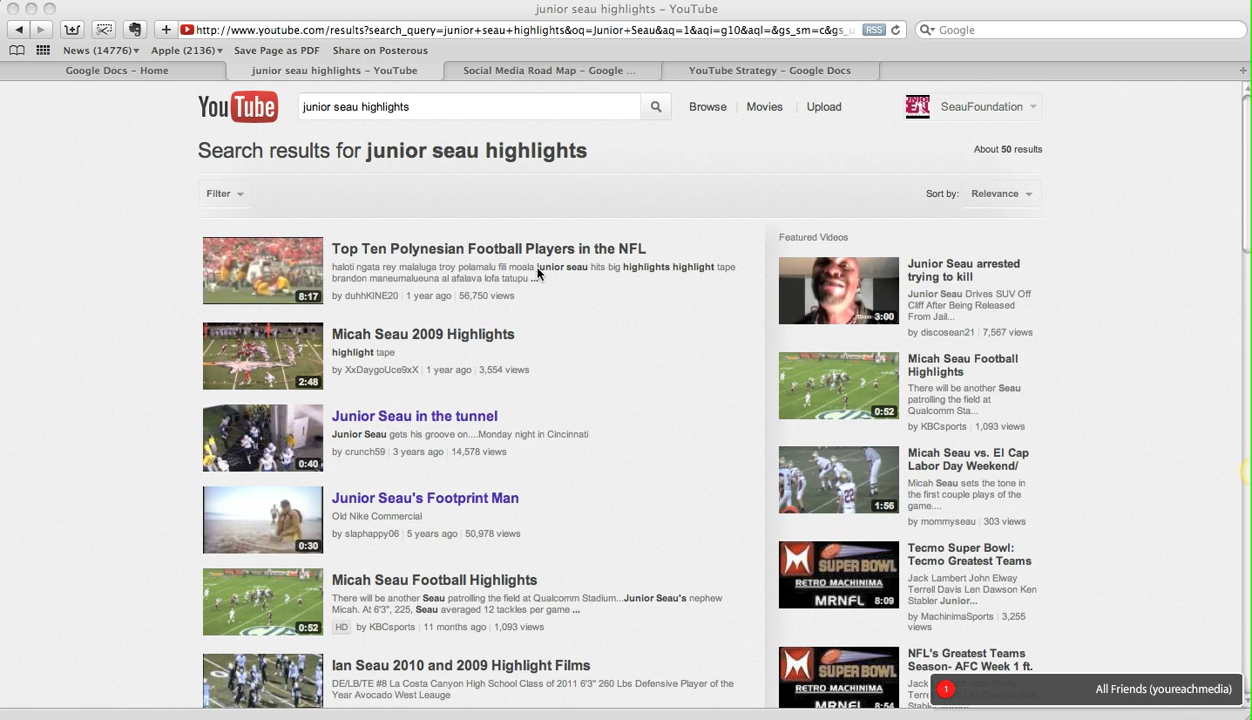 junior seau highlights – YouTube
http://www.youtube.com/results?search_query=junior+seau+highlights&oq=Junior+Seau&aq=1&aqi=g10&aql=&gs_sm=c&gs_u
RSS
Google
News (14776)
Apple (2136)
Save Page as PDF
Share on Posterous
Google Docs - Home
junior seau highlights – YouTube
Social Media Road Map – Google ...
YouTube Strategy – Google Docs
YouTube
junior seau highlights
Browse
Movies
Upload
SeauFoundation
Search results for junior seau highlights
About 50 results
Filter
Sort by:
Relevance
8:17
Top Ten Polynesian Football Players in the NFL
haloti ngata rey malaluga troy polamalu fili moala junior seau hits big highlights highlight tape
brandon maneumalueuna al afalava lofa tatupu ...
by duhhKINE20 | 1 year ago | 56,750 views
2:48
Micah Seau 2009 Highlights
highlight tape
by XxDaygoUce9xX | 1 year ago | 3,554 views
0:40
Junior Seau in the tunnel
Junior Seau gets his groove on....Monday night in Cincinnati
by crunch59 | 3 years ago | 14,578 views
0:30
Junior Seau's Footprint Man
Old Nike Commercial
by slaphappy06 | 5 years ago | 50,978 views
0:52
Micah Seau Football Highlights
There will be another Seau patrolling the field at Qualcomm Stadium...Junior Seau's nephew
Micah. At 6'3", 225, Seau averaged 12 tackles per game ...
HD by KBCsports | 11 months ago | 1,093 views
Ian Seau 2010 and 2009 Highlight Films
DE/LB/TE #8 La Costa Canyon High School Class of 2011 6'3" 260 Lbs Defensive Player of the
Year Avocado West Leauge
Featured Videos
3:00
Junior Seau arrested
trying to kill
Junior Seau Drives SUV Off
Cliff After Being Released
From Jail...
by discosean21 | 7,567 views
0:52
Micah Seau Football
Highlights
There will be another Seau
patrolling the field at
Qualcomm Sta...
by KBCsports | 1,093 views
22
1:56
Micah Seau vs. El Cap
Labor Day Weekend/
Micah Seau sets the tone in
the first couple plays of the
game....
by mommyseau | 303 views
SUPER BOWL
RETRO MACHINIMA
MRNFL
8:09
Tecmo Super Bowl:
Tecmo Greatest Teams
Jack Lambert John Elway
Terrell Davis Len Dawson Ken
Stabler Junior...
by MachinimaSports | 3,255
views
SUPER BOWL
RETRO MACHINIMA
MRNFL
8:54
NFL's Greatest Teams
Season- AFC Week 1 ft.
1
All Friends (youreachmedia)